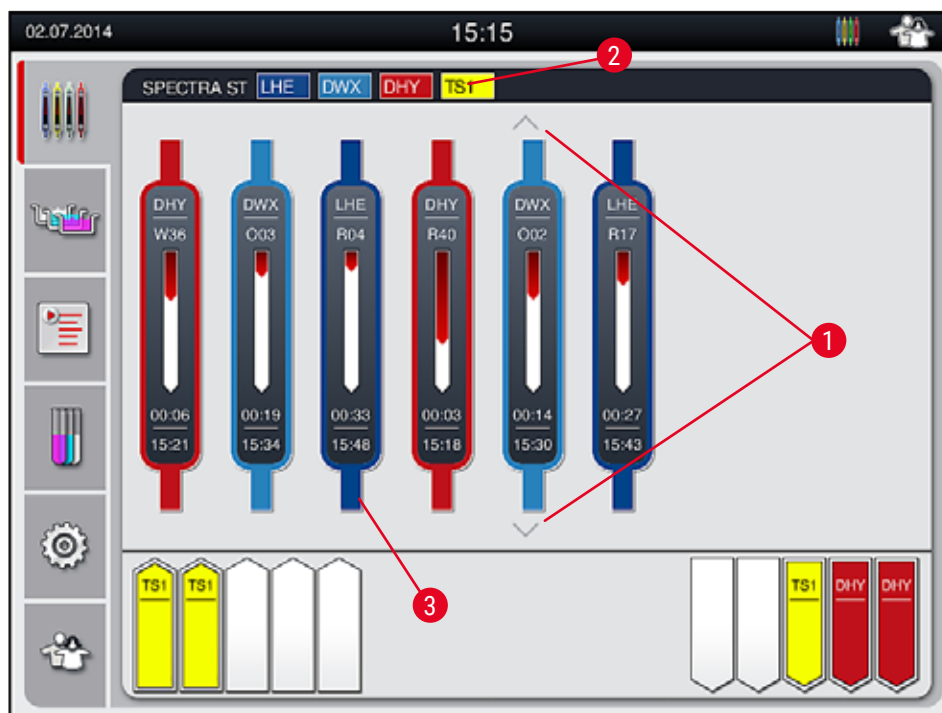 02.07.2014 15:15
2
SPECTRA ST LHE DWX DHY TS1
DHY DWX LHE DHY DWX LHE
W36 O03 R04 R40 O02 R17
1
00:06 00:19 00:33 00:03 00:14 00:27
15:21 15:34 15:48 15:18 15:30 15:43
TS1 TS1 TS1 DHY DHY
3